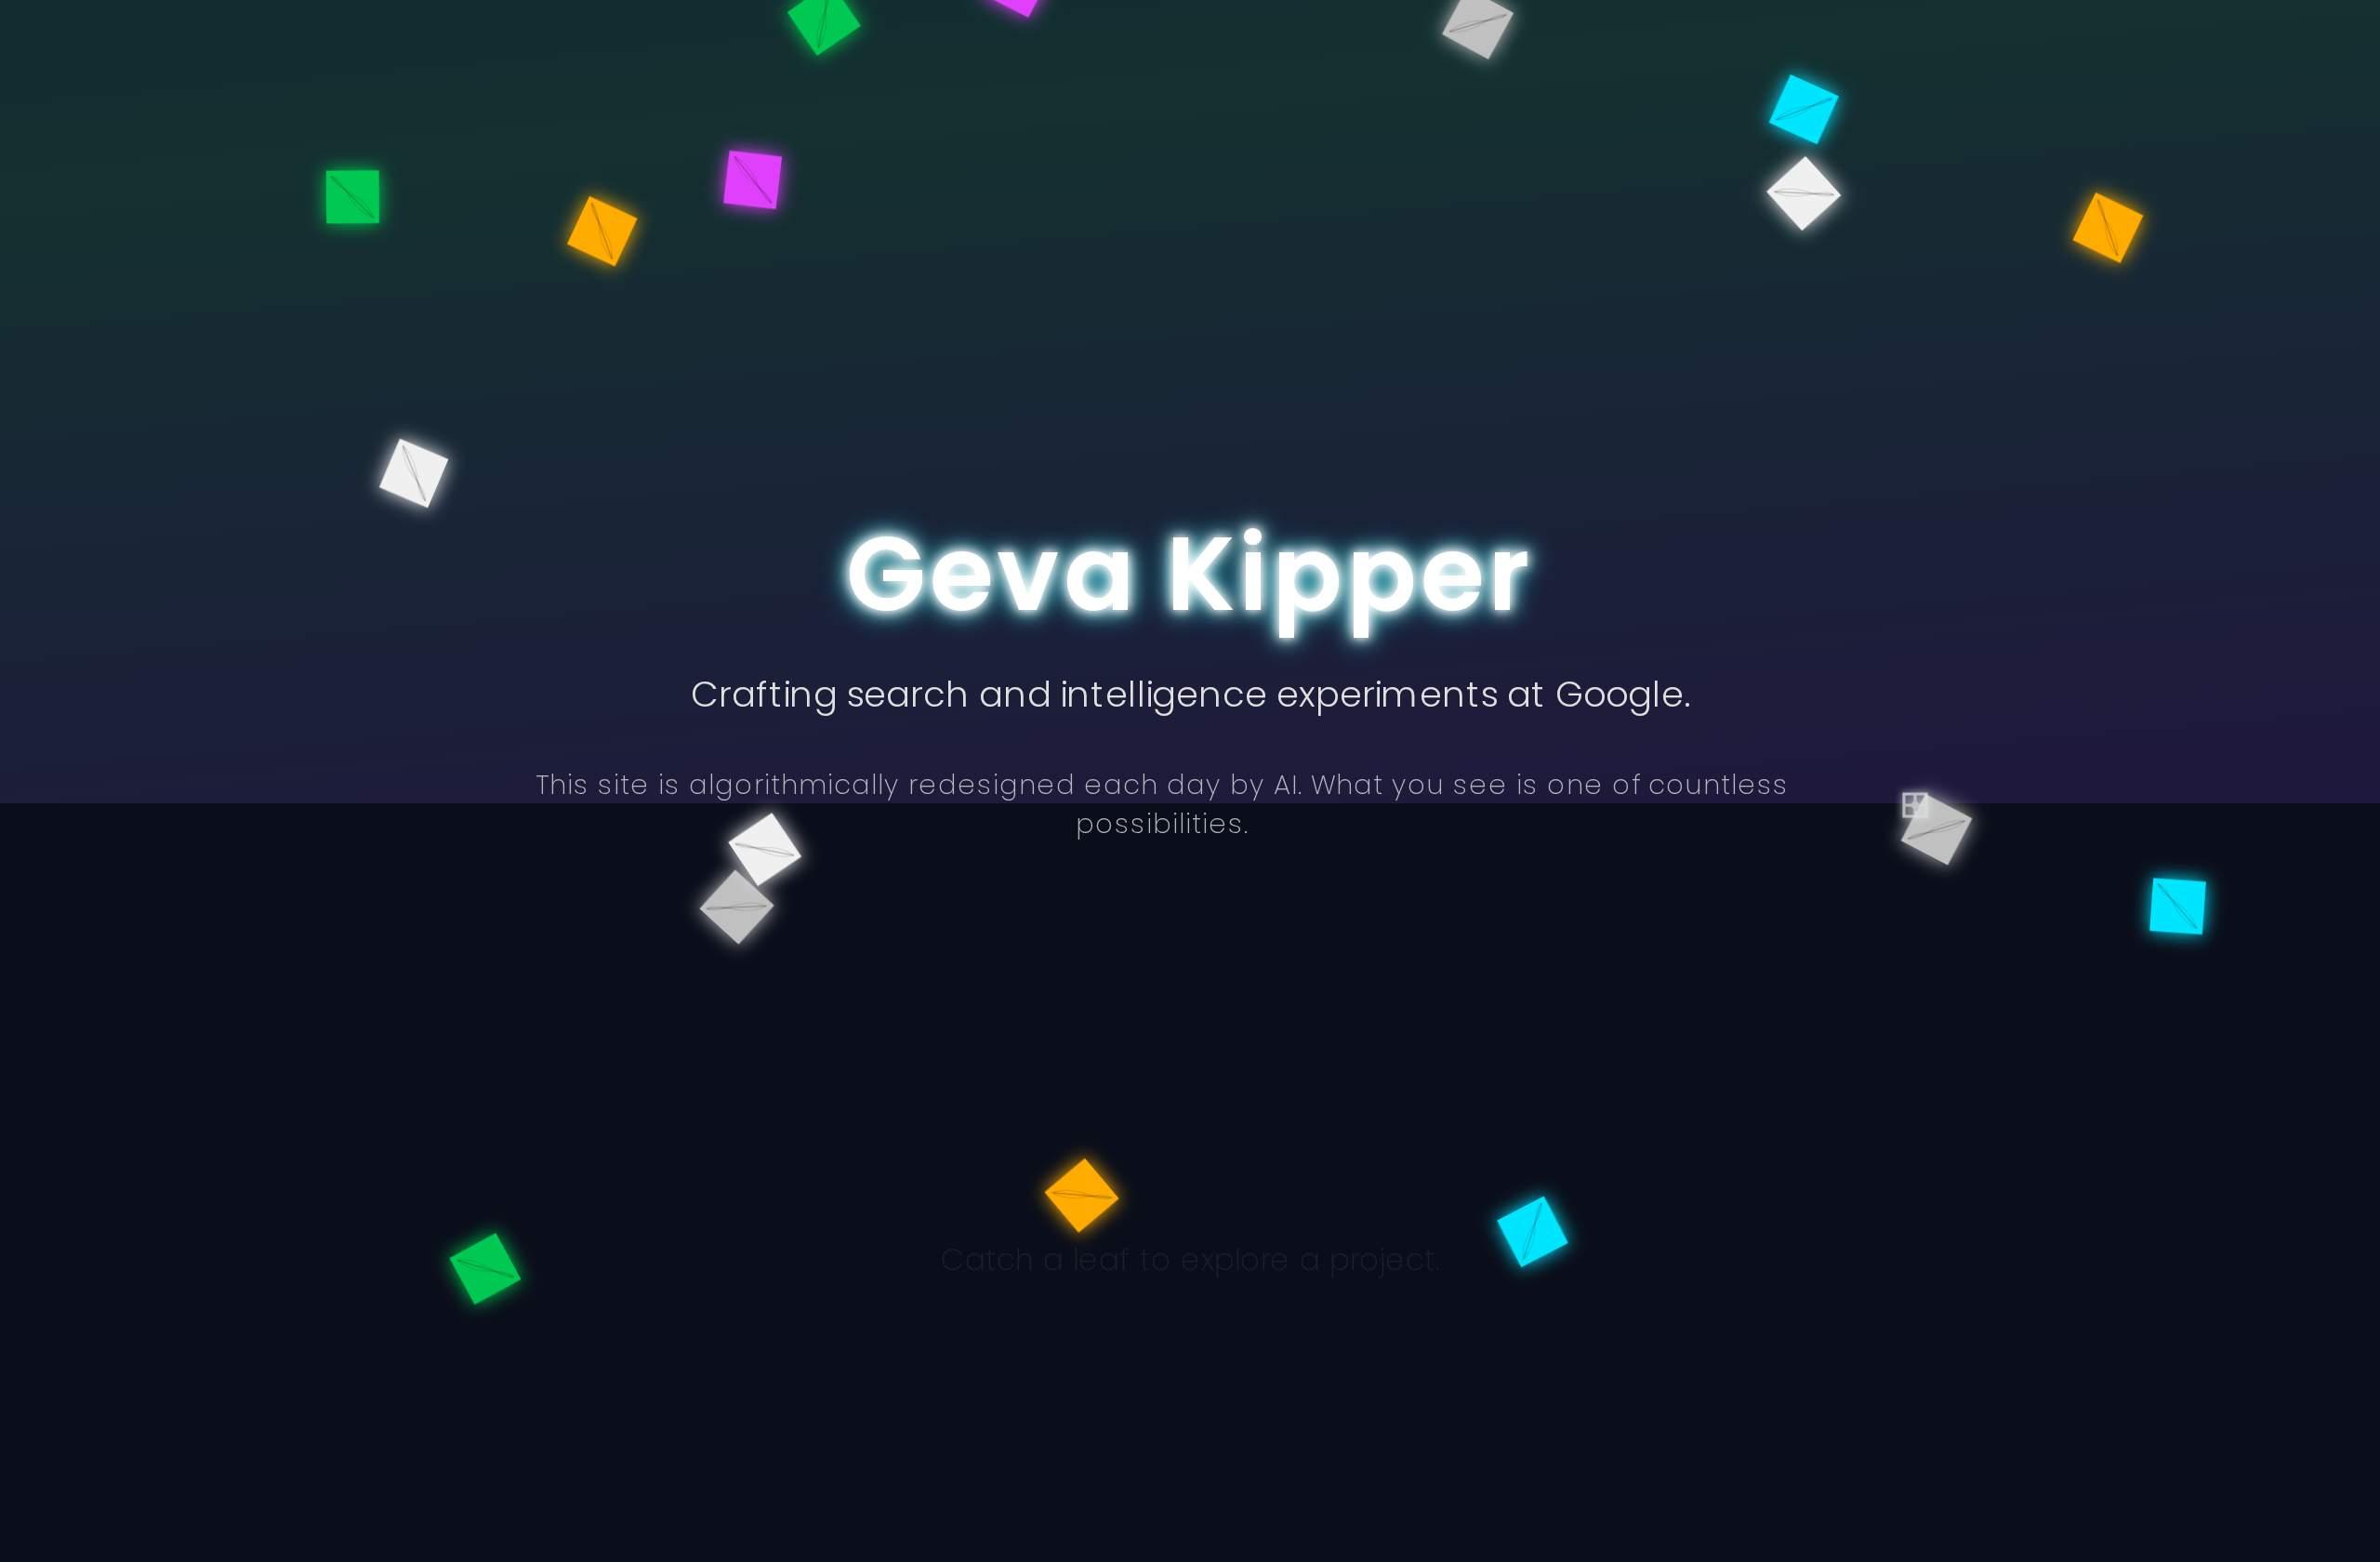 Geva Kipper
Crafting search and intelligence experiments at Google.
This site is algorithmically redesigned each day by AI. What you see is one of countless
possibilities.
Catch a leaf to explore a project.